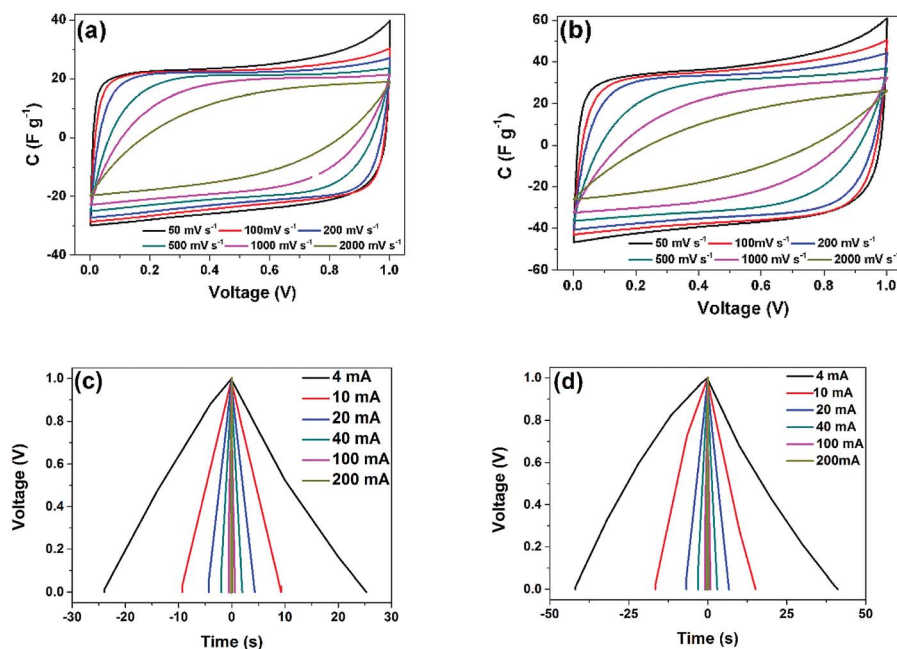 (a)
C (F g⁻¹)
40
20
0
-20
-40
50 mV s⁻¹ 100mV s⁻¹ 200 mV s⁻¹
500 mV s⁻¹ 1000 mV s⁻¹ 2000 mV s⁻¹
0.0 0.2 0.4 0.6 0.8 1.0
Voltage (V)
(b)
C (F g⁻¹)
60
40
20
0
-20
-40
-60
50 mV s⁻¹ 100mV s⁻¹ 200 mV s⁻¹
500 mV s⁻¹ 1000 mV s⁻¹ 2000 mV s⁻¹
0.0 0.2 0.4 0.6 0.8 1.0
Voltage (V)
(c)
Voltage (V)
1.0
0.8
0.6
0.4
0.2
0.0
4 mA
10 mA
20 mA
40 mA
100 mA
200 mA
-30 -20 -10 0 10 20 30
Time (s)
(d)
Voltage (V)
1.0
0.8
0.6
0.4
0.2
0.0
4 mA
10 mA
20 mA
40 mA
100 mA
200mA
-50 -25 0 25 50
Time (s)